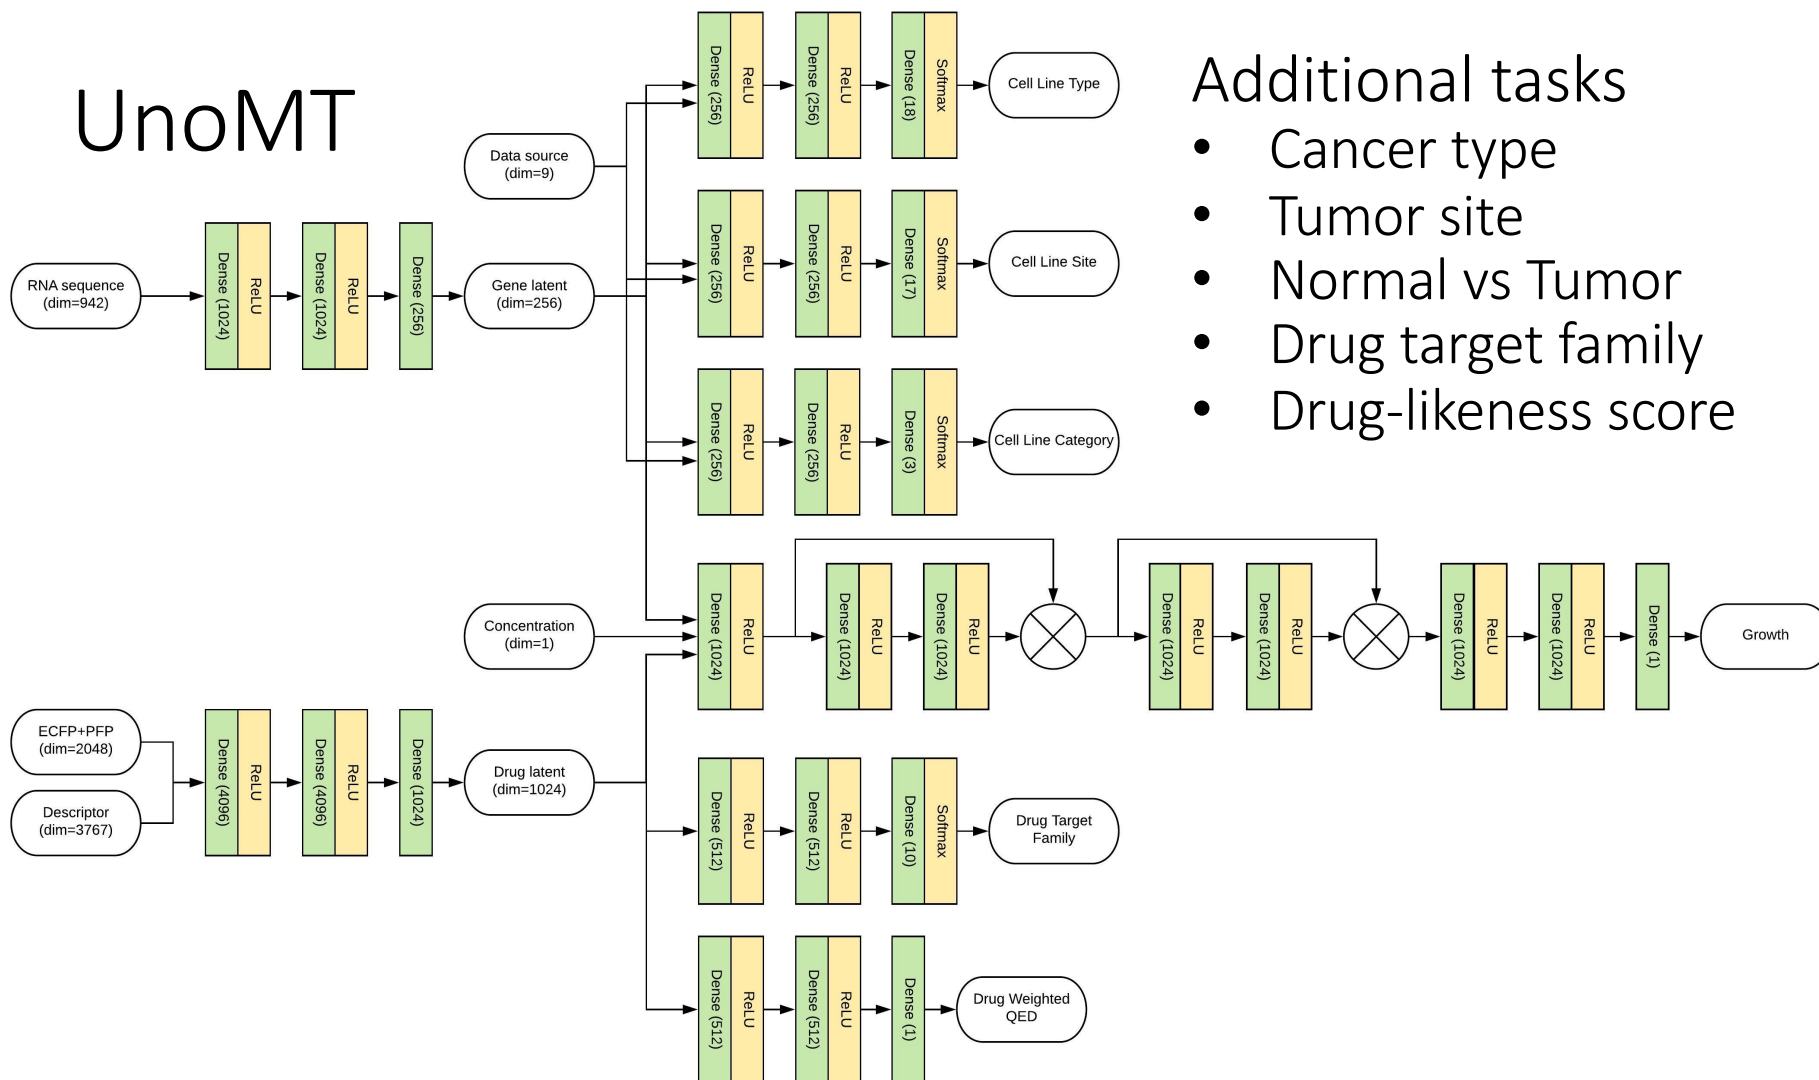 UnoMT
Additional tasks
• Cancer type
• Tumor site
• Normal vs Tumor
• Drug target family
• Drug-likeness score
Dense (256)
ReLU
Dense (256)
ReLU
Dense (18)
Softmax
Cell Line Type
Data source
(dim=9)
Dense (256)
ReLU
Dense (256)
ReLU
Dense (17)
Softmax
Cell Line Site
RNA sequence
(dim=942)
Dense (1024)
ReLU
Dense (1024)
ReLU
Dense (256)
Gene latent
(dim=256)
Dense (256)
ReLU
Dense (256)
ReLU
Dense (3)
Softmax
Cell Line Category
Concentration
(dim=1)
Dense (1024)
ReLU
Dense (1024)
ReLU
Dense (1024)
ReLU
Dense (1024)
ReLU
Dense (1024)
ReLU
Dense (1024)
ReLU
Dense (1024)
ReLU
Dense (1)
Growth
ECFP+PFP
(dim=2048)
Descriptor
(dim=3767)
Dense (4096)
ReLU
Dense (4096)
ReLU
Dense (1024)
Drug latent
(dim=1024)
Dense (512)
ReLU
Dense (512)
ReLU
Dense (10)
Softmax
Drug Target
Family
Dense (512)
ReLU
Dense (512)
ReLU
Dense (1)
Drug Weighted
QED